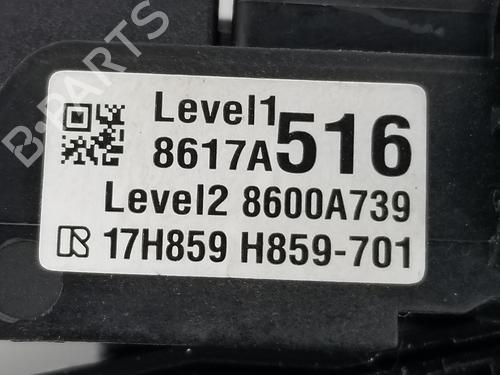 Level1
8617A516
Level2 8600A739
R 17H859 H859-701
B-PARTS